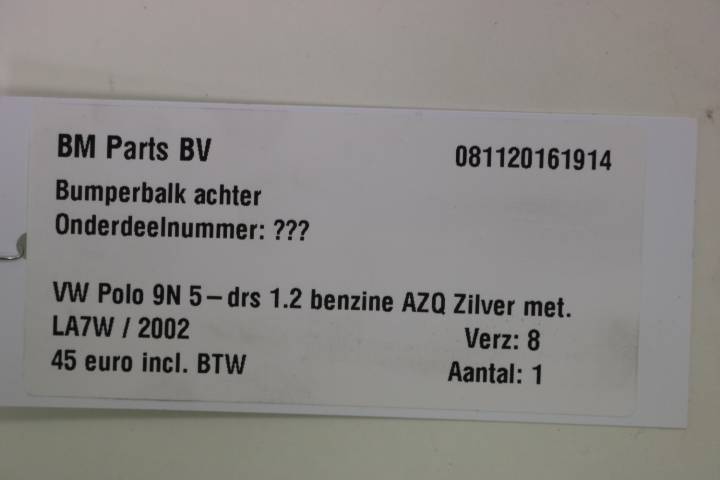 BM Parts BV 081120161914
Bumperbalk achter
Onderdeelnummer: ???
VW Polo 9N 5-drs 1.2 benzine AZQ Zilver met.
LA7W / 2002 Verz: 8
45 euro incl. BTW Aantal: 1